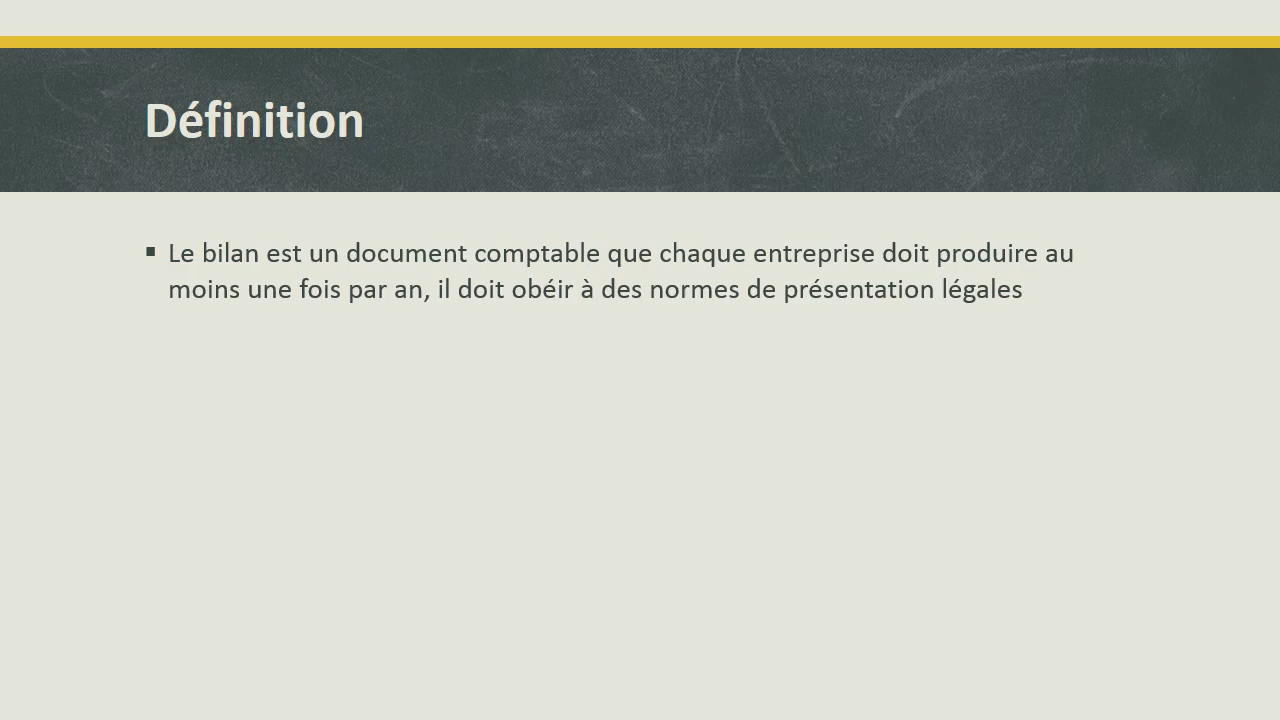 Définition
▪ Le bilan est un document comptable que chaque entreprise doit produire au
moins une fois par an, il doit obéir à des normes de présentation légales